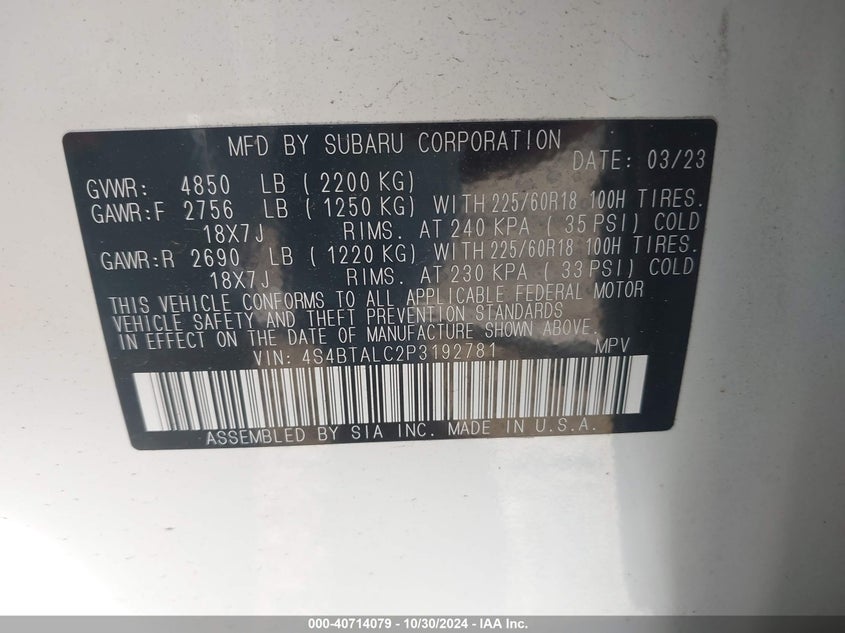 MFD BY SUBARU CORPORATION
DATE: 03/23
GVWR: 4850 LB ( 2200 KG)
GAWR:F 2756 LB ( 1250 KG) WITH 225/60R18 100H TIRES.
18X7J RIMS. AT 240 KPA ( 35 PSI) COLD
GAWR:R 2690 LB ( 1220 KG) WITH 225/60R18 100H TIRES.
18X7J RIMS. AT 230 KPA ( 33 PSI) COLD
THIS VEHICLE CONFORMS TO ALL APPLICABLE FEDERAL MOTOR
VEHICLE SAFETY AND THEFT PREVENTION STANDARDS
IN EFFECT ON THE DATE OF MANUFACTURE SHOWN ABOVE.
VIN: 4S4BTALC2P3192781 MPV
ASSEMBLED BY SIA INC. MADE IN U.S.A.
000-40714079 - 10/30/2024 - IAA Inc.